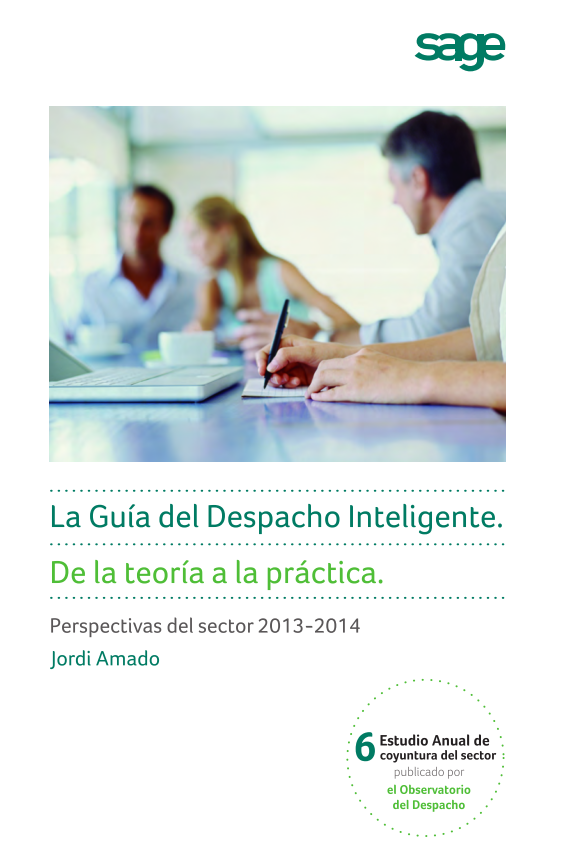 sage
La Guía del Despacho Inteligente.
De la teoría a la práctica.
Perspectivas del sector 2013-2014
Jordi Amado
6 Estudio Anual de
coyuntura del sector
publicado por
el Observatorio
del Despacho